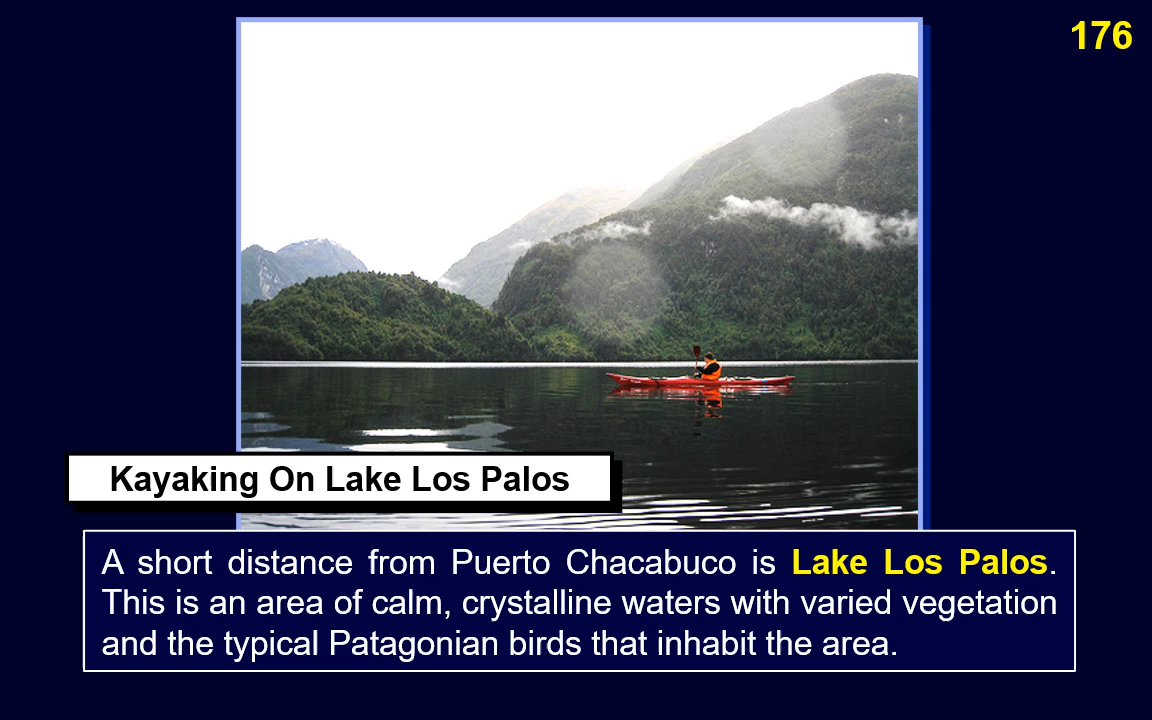 176
Kayaking On Lake Los Palos
A short distance from Puerto Chacabuco is Lake Los Palos.
This is an area of calm, crystalline waters with varied vegetation
and the typical Patagonian birds that inhabit the area.